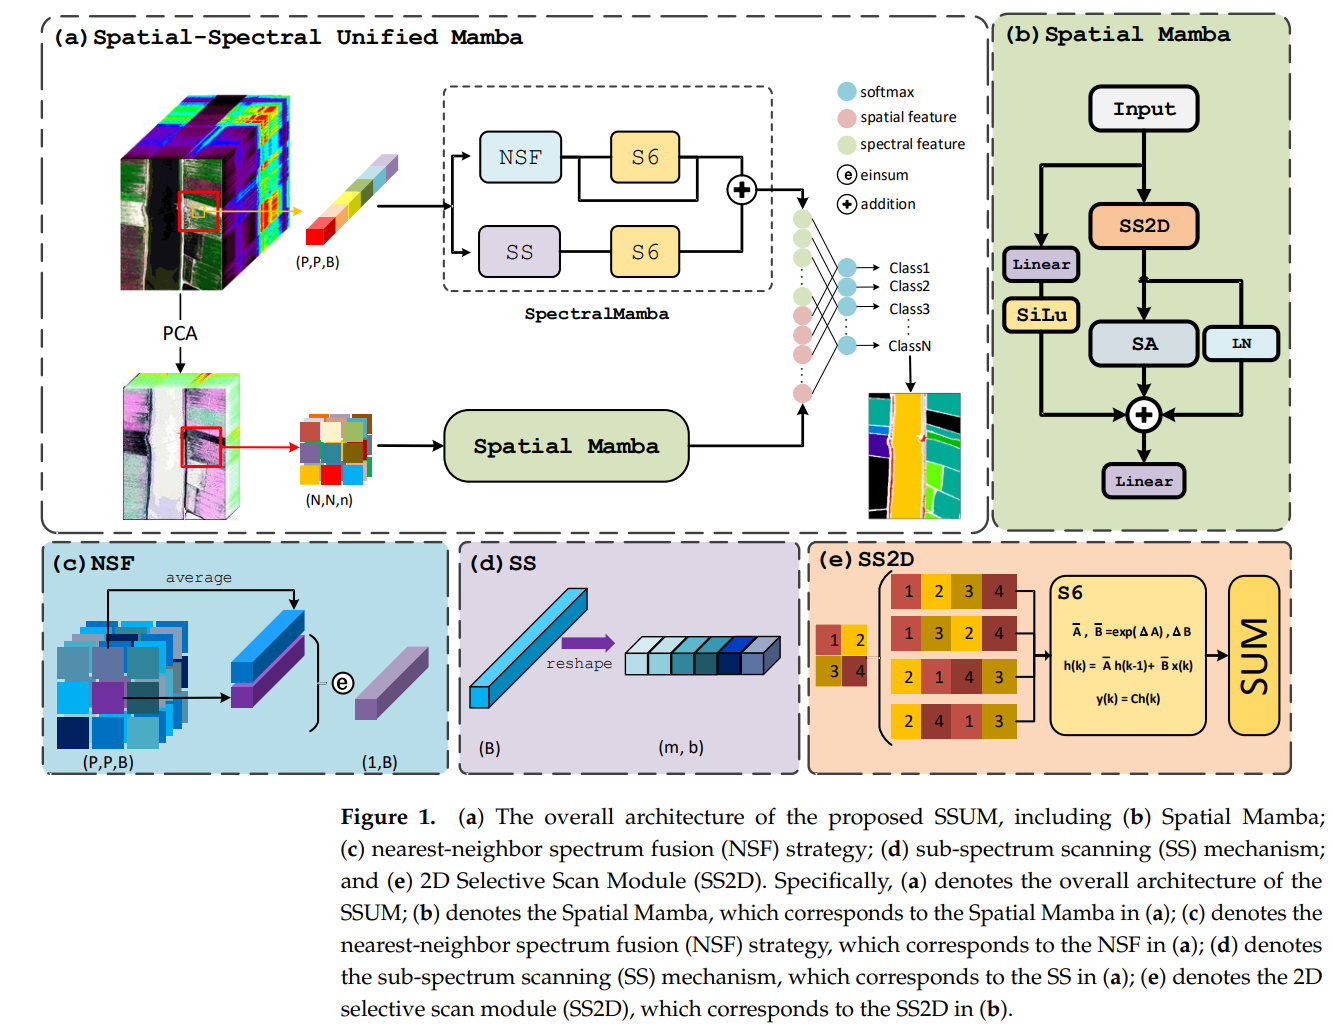 (a)Spatial-Spectral Unified Mamba
softmax
spatial feature
spectral feature
e einsum
+ addition
NSF
S6
+
SS
S6
SpectralMamba
(P,P,B)
PCA
(N,N,n)
Spatial Mamba
Class1
Class2
Class3
ClassN
(b)Spatial Mamba
Input
SS2D
Linear
SiLu
SA
LN
+
Linear
(c)NSF
average
e
(P,P,B)
(1,B)
(d)SS
reshape
(B)
(m, b)
(e)SS2D
1 2
3 4
1 2 3 4
1 3 2 4
2 1 4 3
2 4 1 3
S6
A̅ , B̅ =exp( Δ A) , Δ B
h(k) = A̅ h(k-1)+ B̅ x(k)
y(k) = Ch(k)
SUM
Figure 1. (a) The overall architecture of the proposed SSUM, including (b) Spatial Mamba;
(c) nearest-neighbor spectrum fusion (NSF) strategy; (d) sub-spectrum scanning (SS) mechanism;
and (e) 2D Selective Scan Module (SS2D). Specifically, (a) denotes the overall architecture of the
SSUM; (b) denotes the Spatial Mamba, which corresponds to the Spatial Mamba in (a); (c) denotes the
nearest-neighbor spectrum fusion (NSF) strategy, which corresponds to the NSF in (a); (d) denotes
the sub-spectrum scanning (SS) mechanism, which corresponds to the SS in (a); (e) denotes the 2D
selective scan module (SS2D), which corresponds to the SS2D in (b).